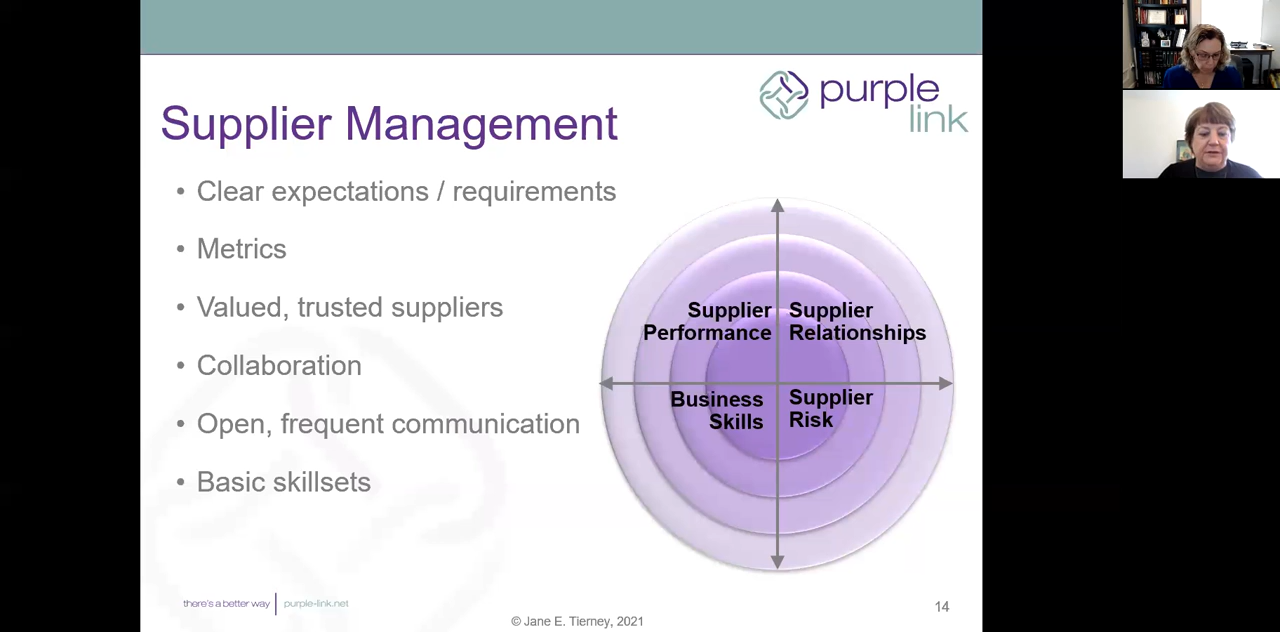 purple
link
Supplier Management
• Clear expectations / requirements
• Metrics
• Valued, trusted suppliers
• Collaboration
• Open, frequent communication
• Basic skillsets
Supplier
Performance
Supplier
Relationships
Business
Skills
Supplier
Risk
there's a better way | purple-link.net
14
© Jane E. Tierney, 2021